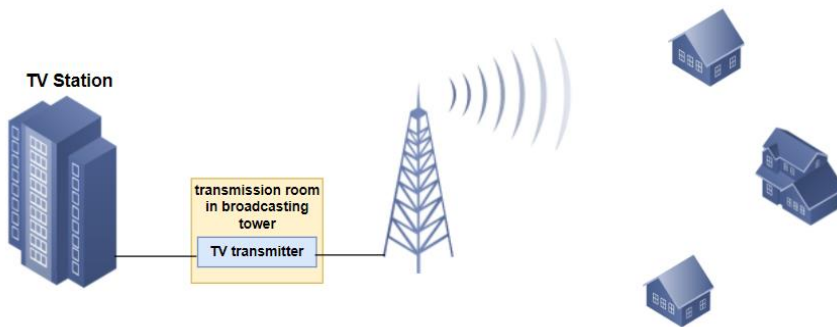 TV Station
transmission room
in broadcasting
tower
TV transmitter